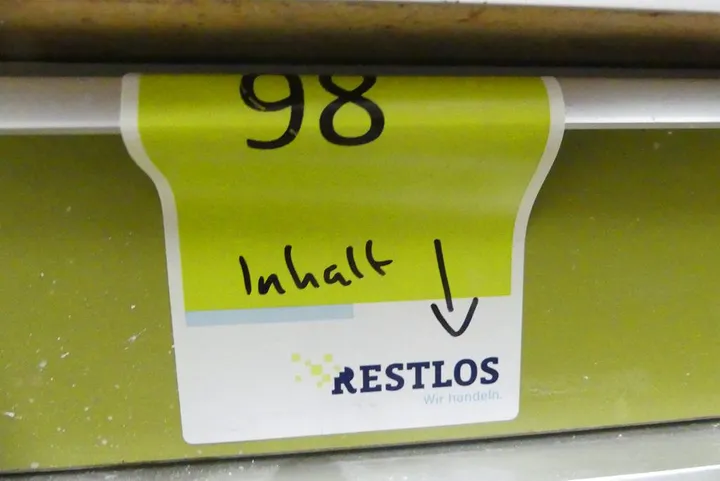 98
Inhalt
RESTLOS
Wir handeln.